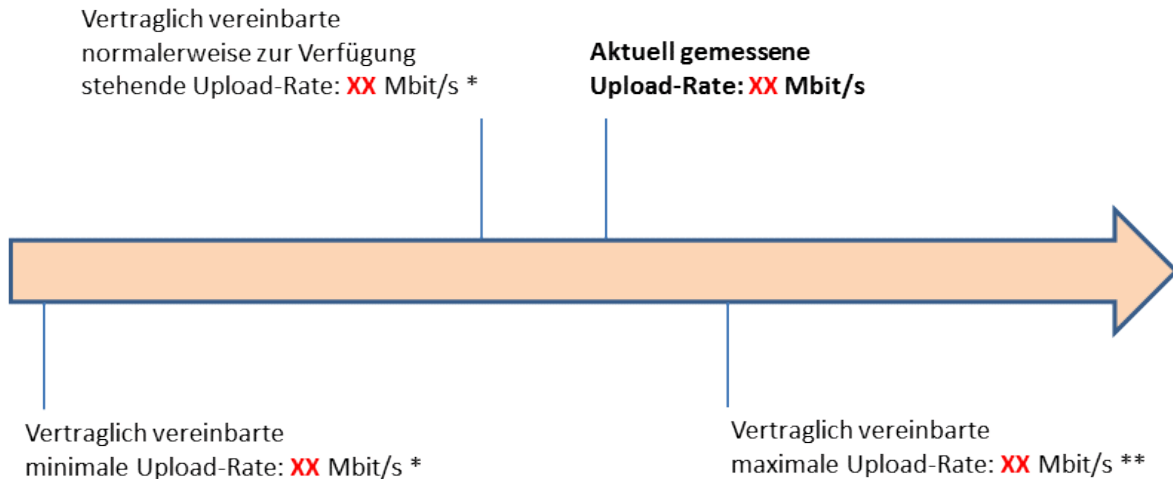 Vertraglich vereinbarte
normalerweise zur Verfügung
stehende Upload-Rate: XX Mbit/s *
Aktuell gemessene
Upload-Rate: XX Mbit/s
Vertraglich vereinbarte
minimale Upload-Rate: XX Mbit/s *
Vertraglich vereinbarte
maximale Upload-Rate: XX Mbit/s **